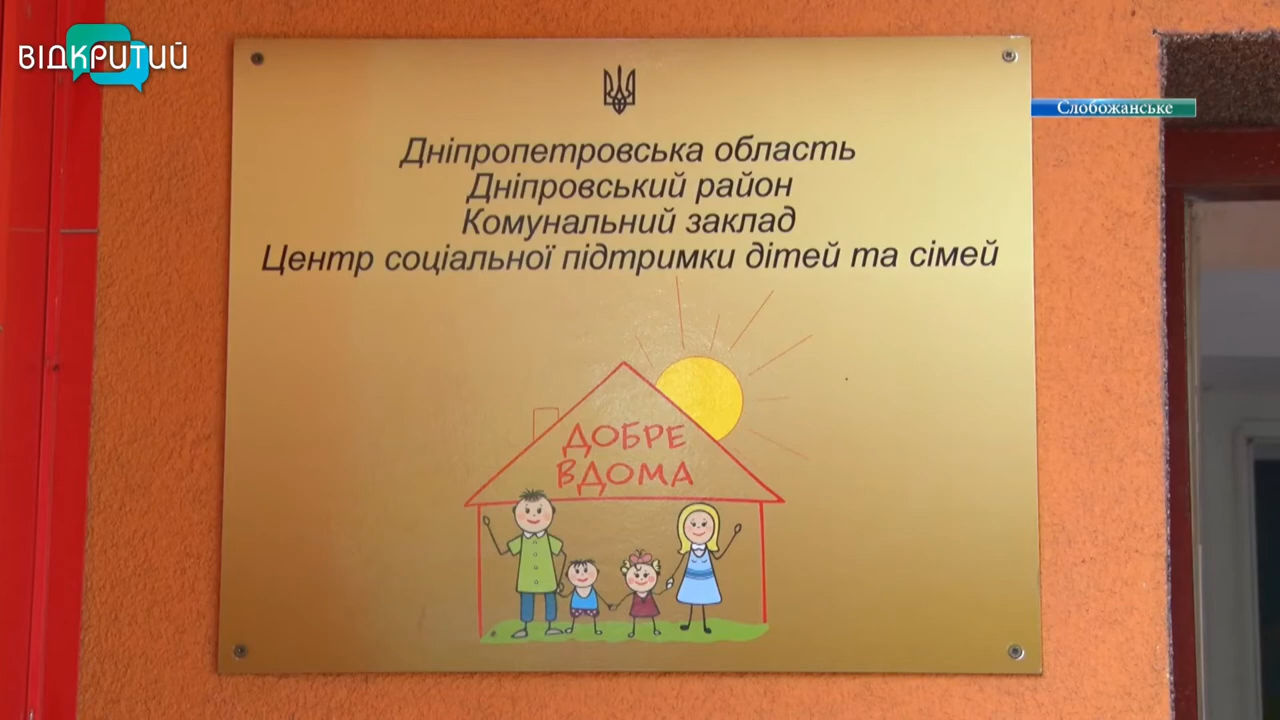 ВІДКРИТИЙ
Слобожанське
Дніпропетровська область
Дніпровський район
Комунальний заклад
Центр соціальної підтримки дітей та сімей
ДОБРЕ
ВДОМА